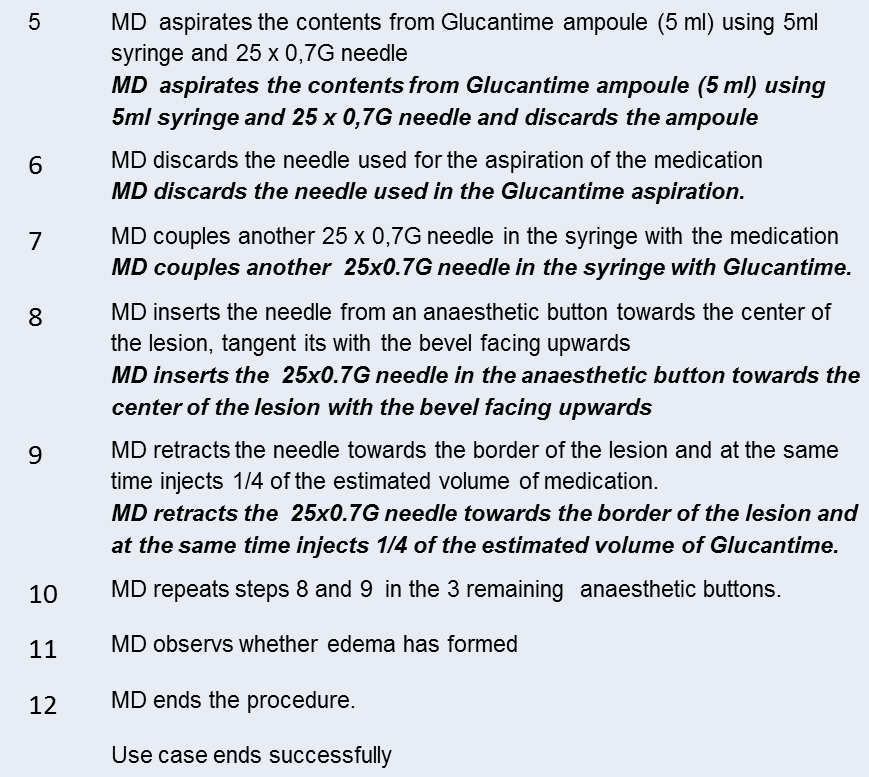 5 MD aspirates the contents from Glucantime ampoule (5 ml) using 5ml
syringe and 25 x 0,7G needle
MD aspirates the contents from Glucantime ampoule (5 ml) using
5ml syringe and 25 x 0,7G needle and discards the ampoule
6 MD discards the needle used for the aspiration of the medication
MD discards the needle used in the Glucantime aspiration.
7 MD couples another 25 x 0,7G needle in the syringe with the medication
MD couples another 25x0.7G needle in the syringe with Glucantime.
8 MD inserts the needle from an anaesthetic button towards the center of
the lesion, tangent its with the bevel facing upwards
MD inserts the 25x0.7G needle in the anaesthetic button towards the
center of the lesion with the bevel facing upwards
9 MD retracts the needle towards the border of the lesion and at the same
time injects 1/4 of the estimated volume of medication.
MD retracts the 25x0.7G needle towards the border of the lesion and
at the same time injects 1/4 of the estimated volume of Glucantime.
10 MD repeats steps 8 and 9 in the 3 remaining anaesthetic buttons.
11 MD observs whether edema has formed
12 MD ends the procedure.
Use case ends successfully